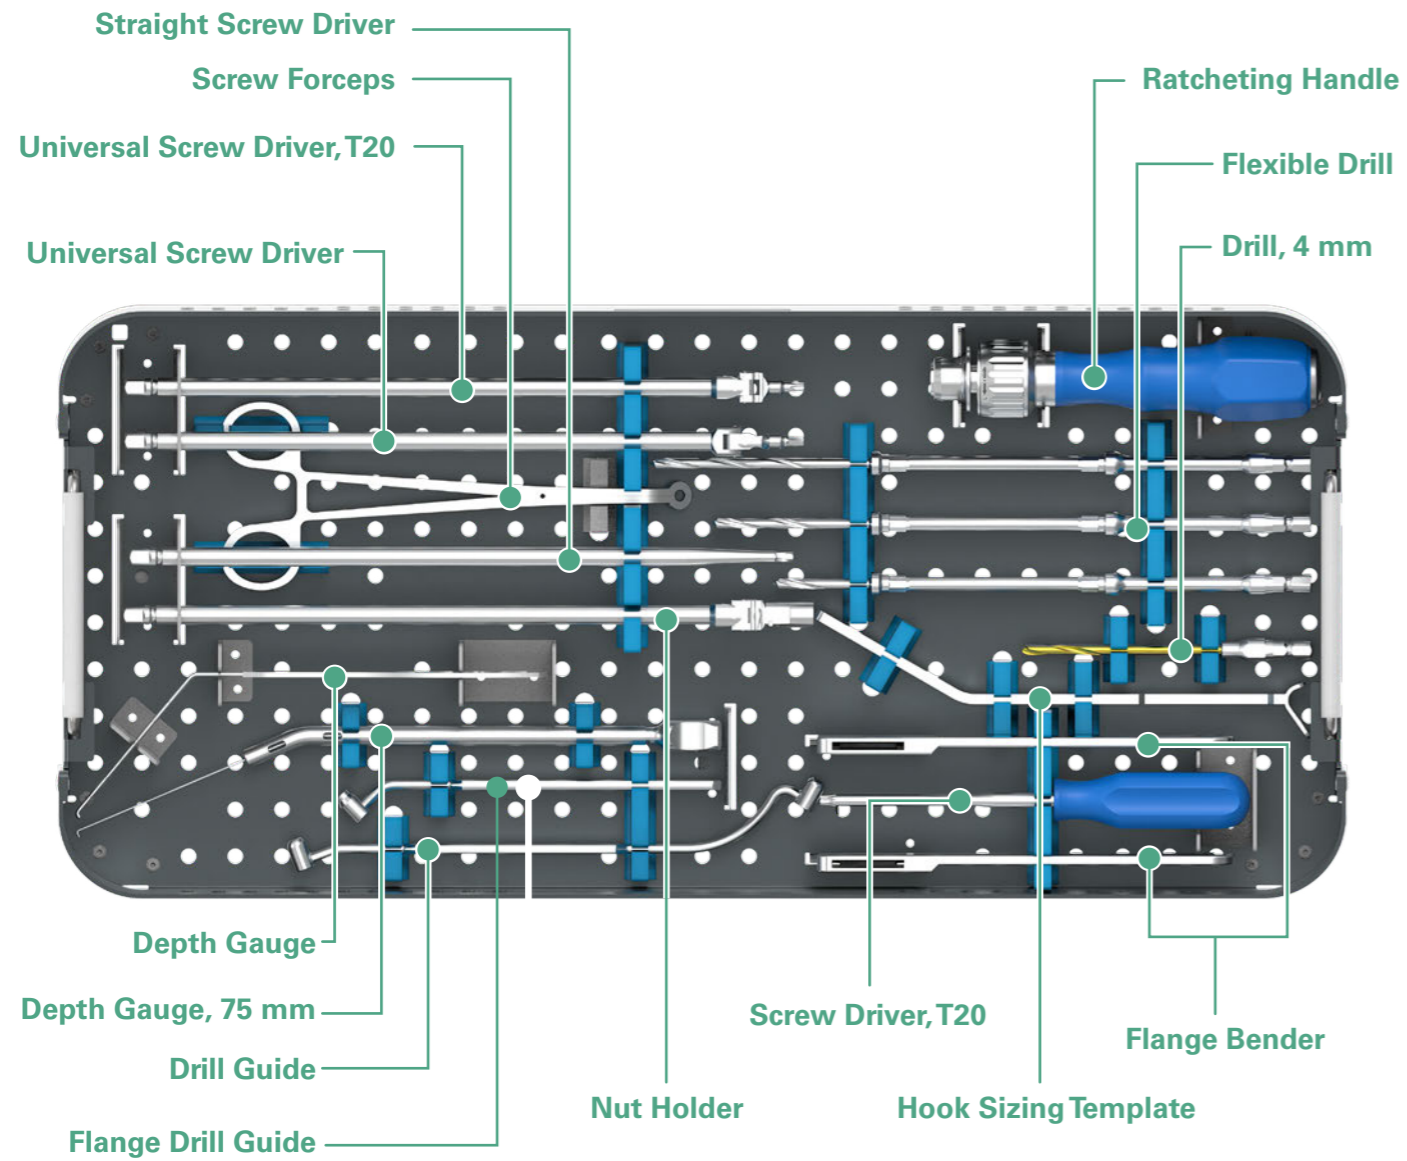 Straight Screw Driver
Screw Forceps
Ratcheting Handle
Universal Screw Driver, T20
Flexible Drill
Universal Screw Driver
Drill, 4 mm
Depth Gauge
Depth Gauge, 75 mm
Screw Driver, T20
Flange Bender
Drill Guide
Nut Holder
Hook Sizing Template
Flange Drill Guide